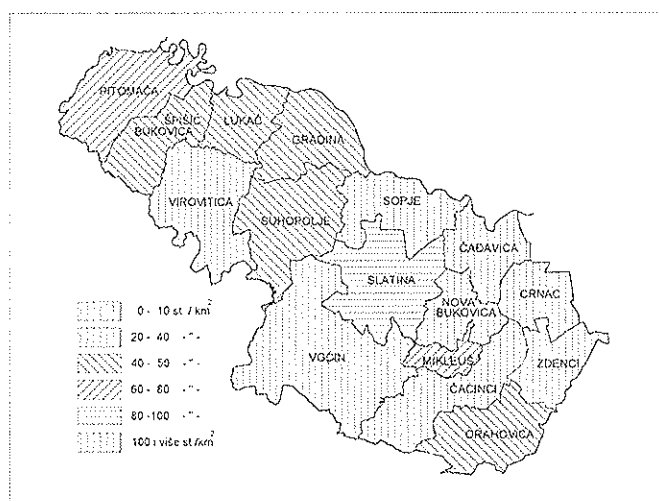 PITOMAČA
ŠPIŠIĆ
BUKOVICA
LUKAČ
GRADINA
VIROVITICA
SUHOPOLJE
SOPJE
ČAĐAVICA
SLATINA
NOVA
BUKOVICA
CRNAC
VOĆIN
MIKLEUŠ
ČAČINCI
ZDENCI
ORAHOVICA
0 - 10 st / km²
20 - 40 - " -
40 - 50 - " -
60 - 80 - " -
80 - 100 - " -
100 i više st /km²